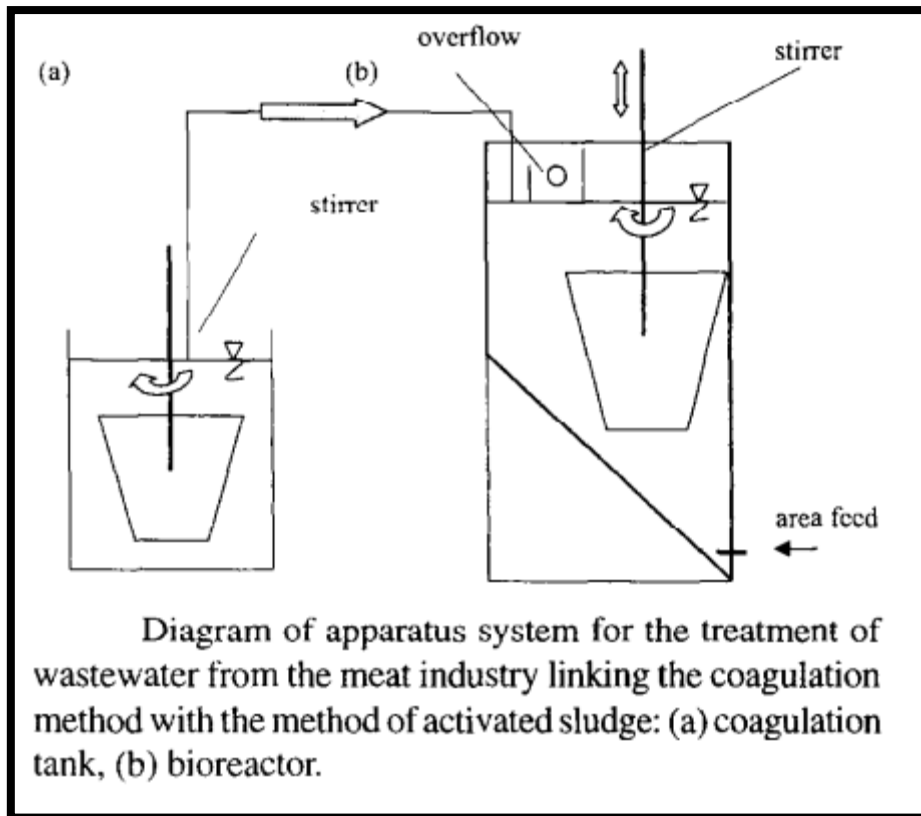 overflow
(a)
(b)
stirrer
stirrer
area feed
Diagram of apparatus system for the treatment of
wastewater from the meat industry linking the coagulation
method with the method of activated sludge: (a) coagulation
tank, (b) bioreactor.